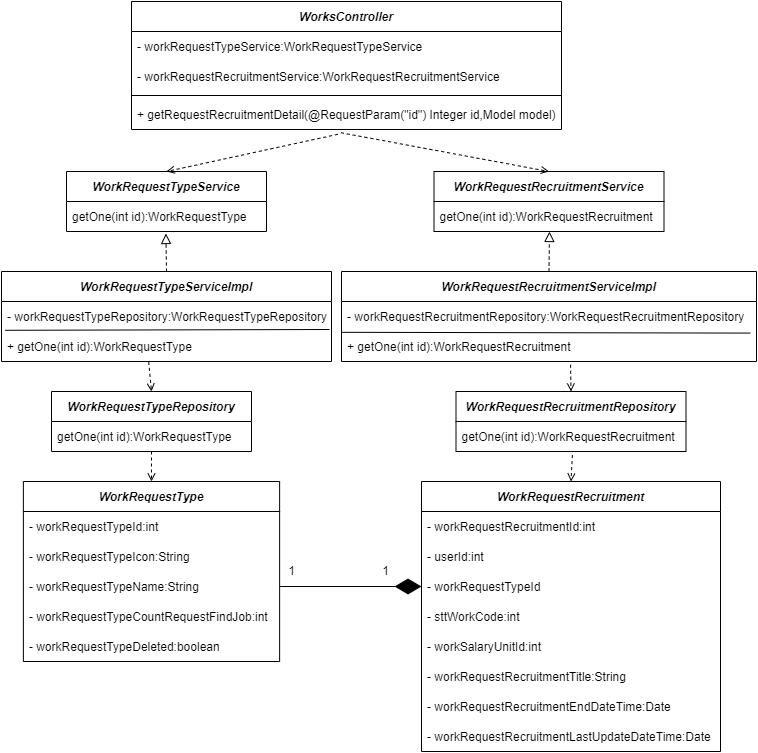 WorksController
- workRequestTypeService:WorkRequestTypeService
- workRequestRecruitmentService:WorkRequestRecruitmentService
+ getRequestRecruitmentDetail(@RequestParam("id") Integer id,Model model)
WorkRequestTypeService
getOne(int id):WorkRequestType
WorkRequestRecruitmentService
getOne(int id):WorkRequestRecruitment
WorkRequestTypeServiceImpl
- workRequestTypeRepository:WorkRequestTypeRepository
+ getOne(int id):WorkRequestType
WorkRequestRecruitmentServiceImpl
- workRequestRecruitmentRepository:WorkRequestRecruitmentRepository
+ getOne(int id):WorkRequestRecruitment
WorkRequestTypeRepository
getOne(int id):WorkRequestType
WorkRequestRecruitmentRepository
getOne(int id):WorkRequestRecruitment
WorkRequestType
- workRequestTypeId:int
- workRequestTypeIcon:String
- workRequestTypeName:String
- workRequestTypeCountRequestFindJob:int
- workRequestTypeDeleted:boolean
1
1
WorkRequestRecruitment
- workRequestRecruitmentId:int
- userId:int
- workRequestTypeId
- sttWorkCode:int
- workSalaryUnitId:int
- workRequestRecruitmentTitle:String
- workRequestRecruitmentEndDateTime:Date
- workRequestRecruitmentLastUpdateDateTime:Date